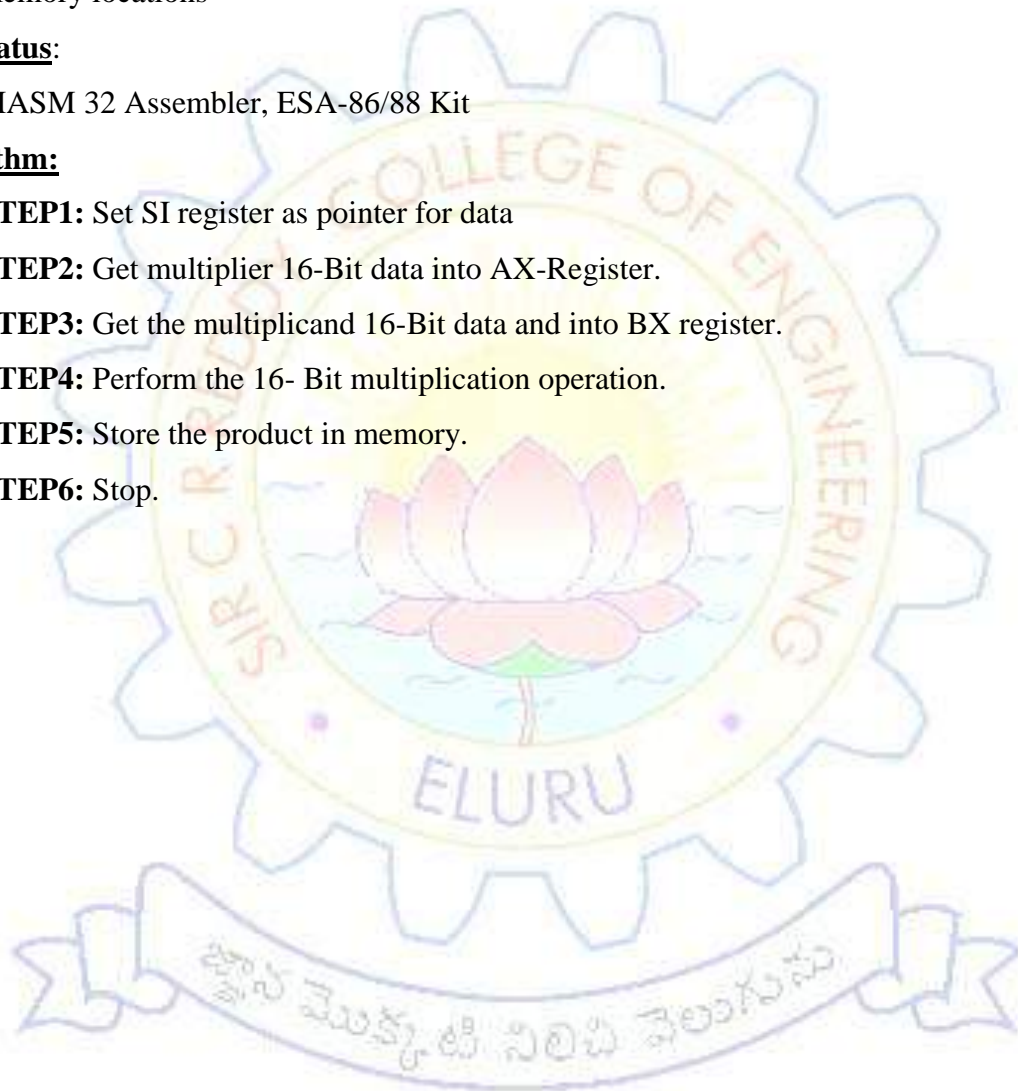 emory locations
atus:
IASM 32 Assembler, ESA-86/88 Kit
thm:
TEP1: Set SI register as pointer for data
TEP2: Get multiplier 16-Bit data into AX-Register.
TEP3: Get the multiplicand 16-Bit data and into BX register.
TEP4: Perform the 16- Bit multiplication operation.
TEP5: Store the product in memory.
TEP6: Stop.
SIR C R REDDY COLLEGE OF ENGINEERING
ELURU